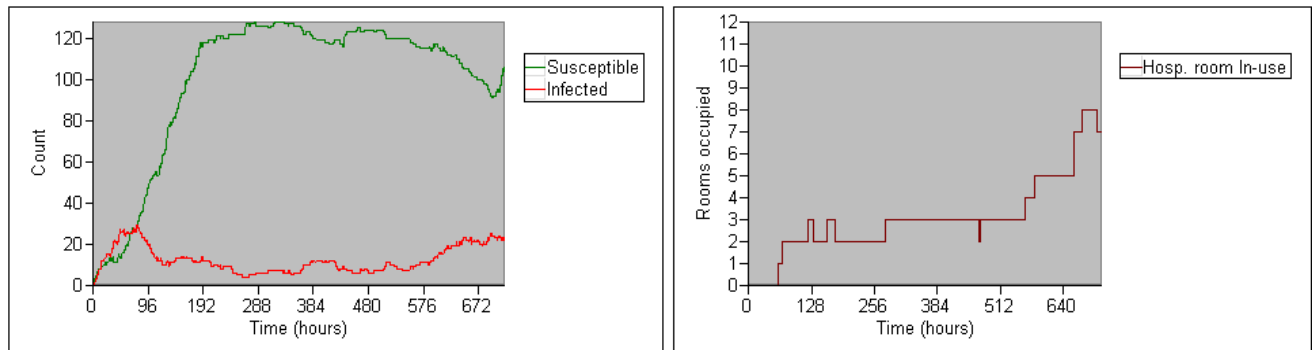 120
100
80
60
40
20
0
Count
0 96 192 288 384 480 576 672
Time (hours)
Susceptible
Infected
12
11
10
9
8
7
6
5
4
3
2
1
0
Rooms occupied
0 128 256 384 512 640
Time (hours)
Hosp. room In-use